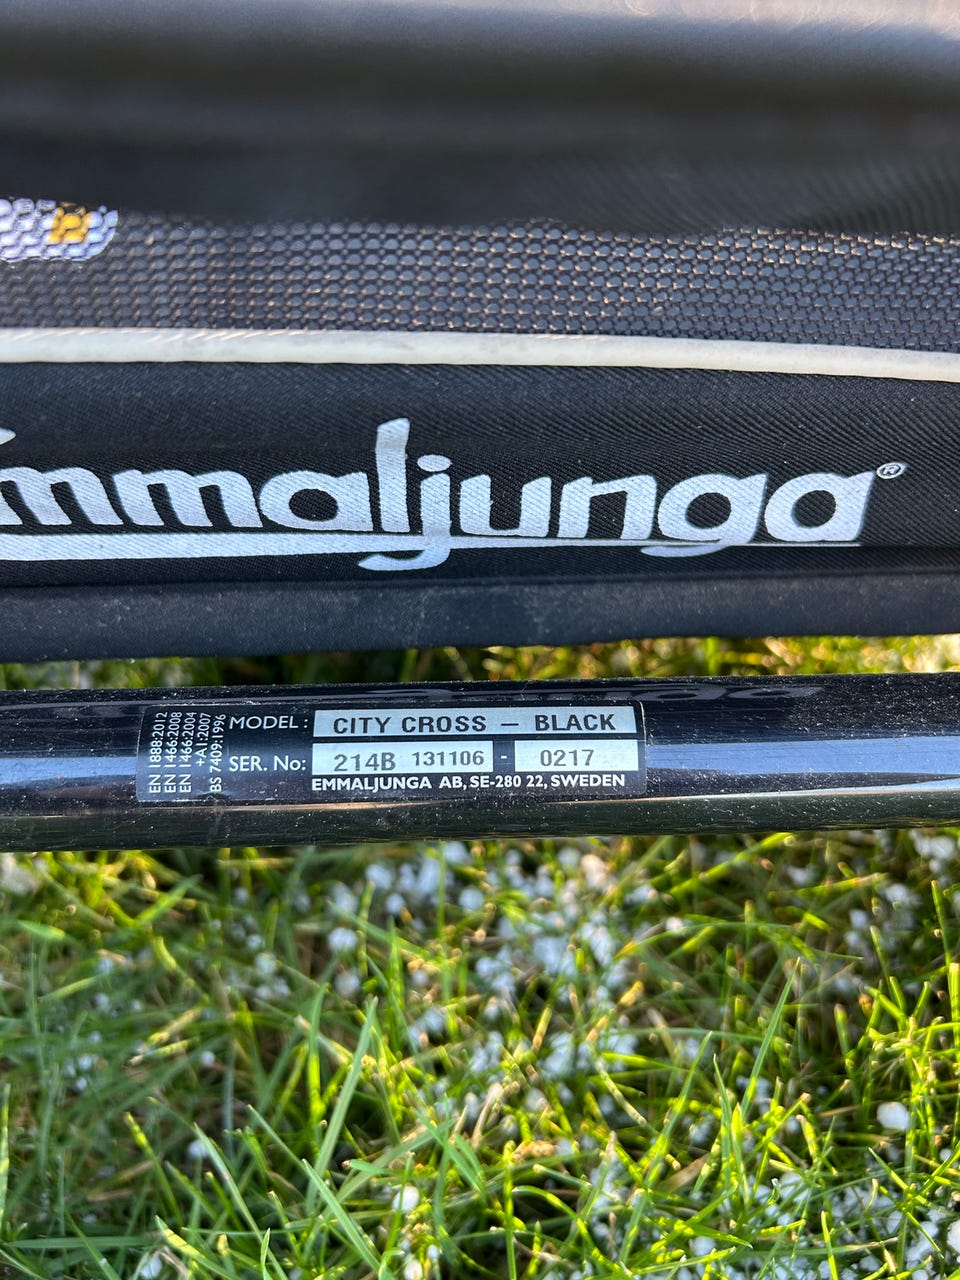 Emmaljunga®
MODEL: CITY CROSS – BLACK
SER. No: 214B 131106 - 0217
EMMALJUNGA AB, SE-280 22, SWEDEN
EN 1888:2012
EN 1466:2008
EN 1466:2004
+A1:2007
BS 7409:1996